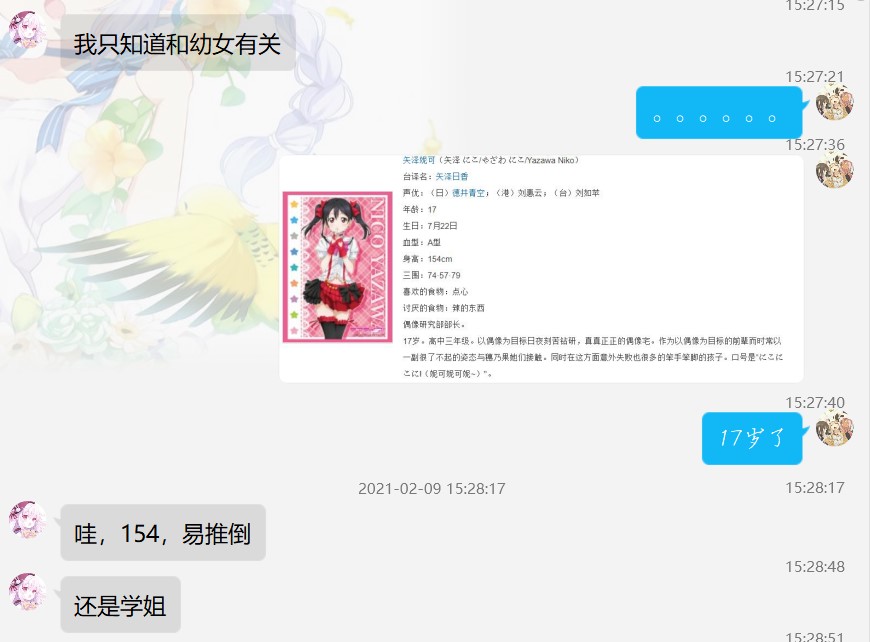 15:27:15
我只知道和幼女有关
15:27:21
。。。。。。
15:27:36
矢泽妮可（矢泽 にこ/やざわ にこ/Yazawa Niko）
台译名：矢泽日香
声优：（日）德井青空；（港）刘惠云；（台）刘如苹
年龄：17
生日：7月22日
血型：A型
身高：154cm
三围：74-57-79
喜欢的食物：点心
讨厌的食物：辣的东西
偶像研究部部长。
17岁。高中三年级。以偶像为目标日夜刻苦钻研，真真正正的偶像宅。作为以偶像为目标的前辈而时常以
一副很了不起的姿态与穗乃果她们接触。同时在这方面意外失败也很多的笨手笨脚的孩子。口号是"にこにこ
こに!（妮可妮可妮~）"。
NICO YAZAWA
15:27:40
17岁了
2021-02-09 15:28:17
15:28:17
哇，154，易推倒
15:28:48
还是学姐
15:28:51